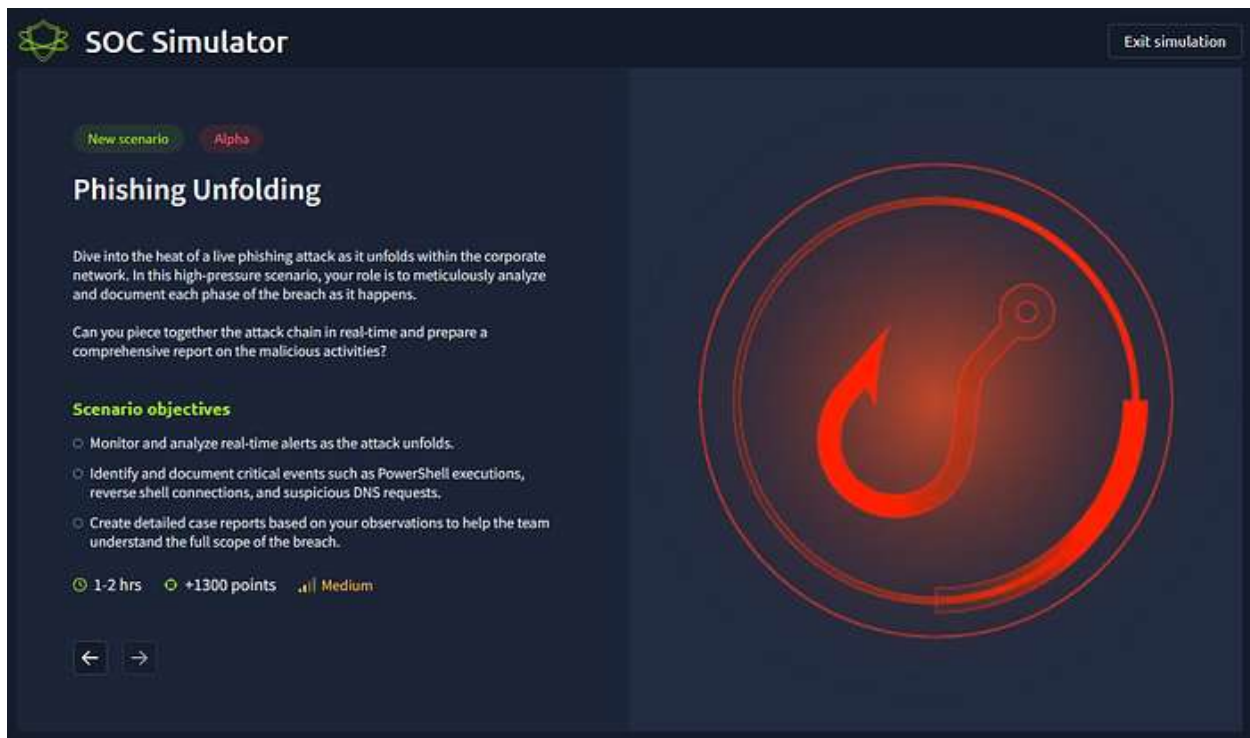 SOC Simulator
Exit simulation
New scenario
Alpha
Phishing Unfolding
Dive into the heat of a live phishing attack as it unfolds within the corporate
network. In this high-pressure scenario, your role is to meticulously analyze
and document each phase of the breach as it happens.
Can you piece together the attack chain in real-time and prepare a
comprehensive report on the malicious activities?
Scenario objectives
Monitor and analyze real-time alerts as the attack unfolds.
Identify and document critical events such as PowerShell executions,
reverse shell connections, and suspicious DNS requests.
Create detailed case reports based on your observations to help the team
understand the full scope of the breach.
1-2 hrs
+1300 points
Medium